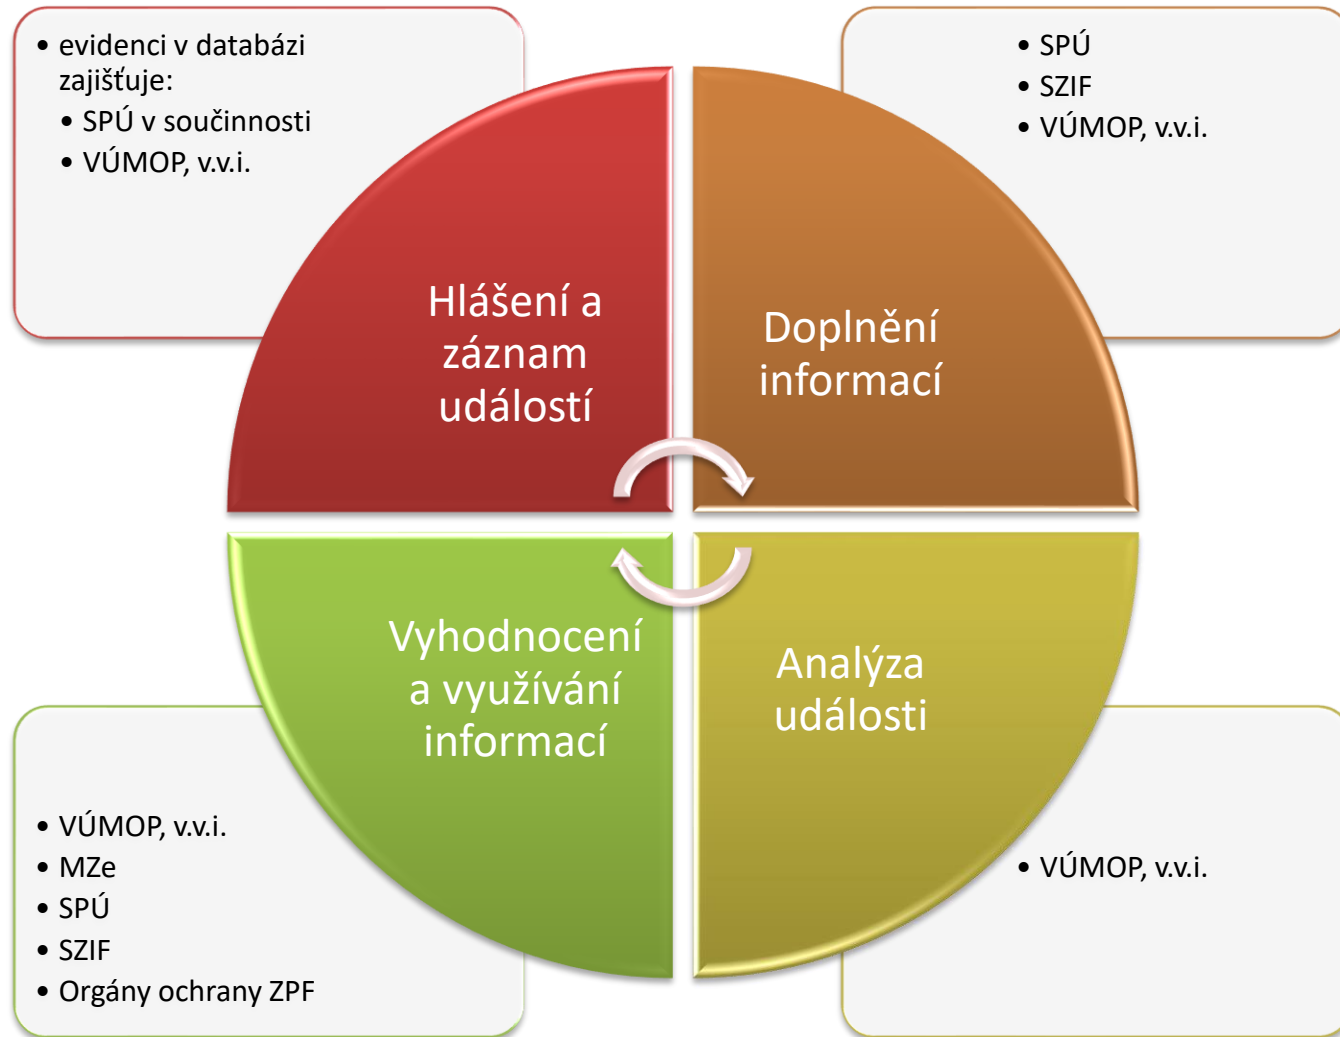 • evidenci v databázi
zajišťuje:
• SPÚ v součinnosti
• VÚMOP, v.v.i.
• SPÚ
• SZIF
• VÚMOP, v.v.i.
Hlášení a
záznam
událostí
Doplnění
informací
Vyhodnocení
a využívání
informací
Analýza
události
• VÚMOP, v.v.i.
• MZe
• SPÚ
• SZIF
• Orgány ochrany ZPF
• VÚMOP, v.v.i.